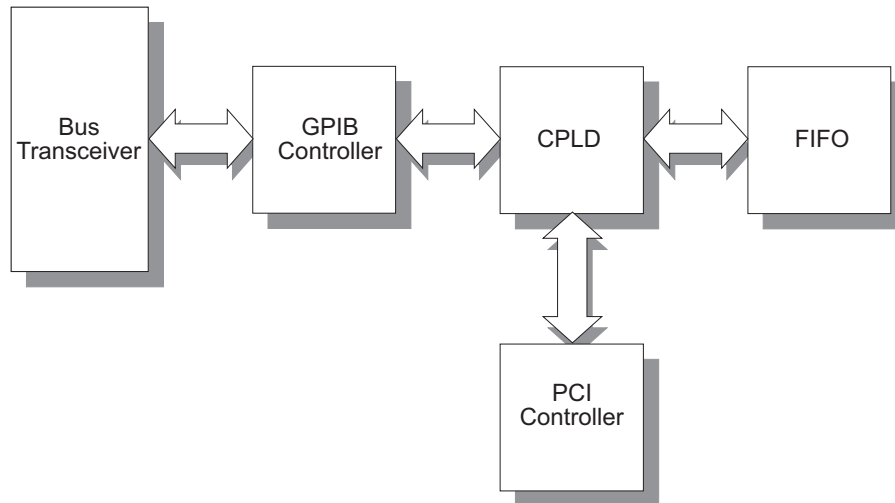 Bus
Transceiver
GPIB
Controller
CPLD
FIFO
PCI
Controller